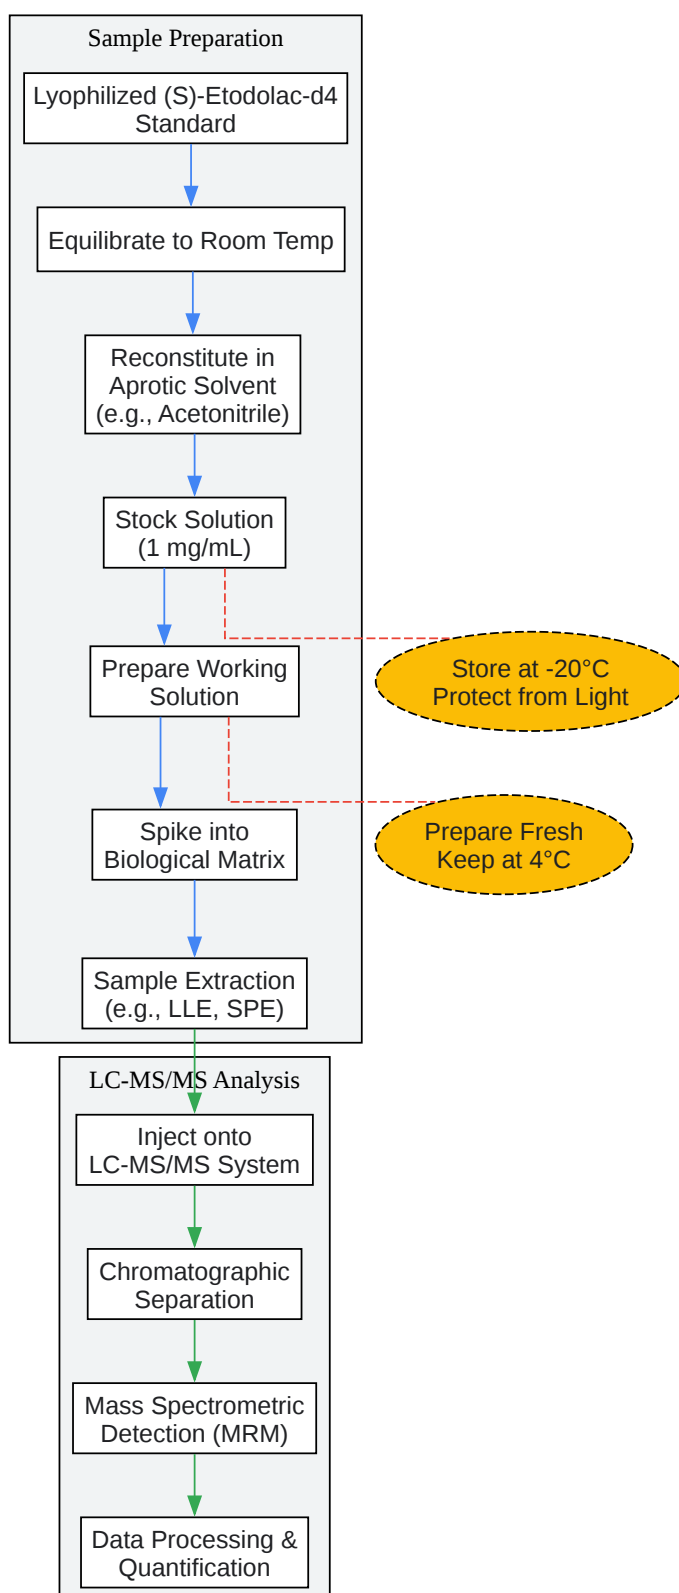 Sample Preparation
Lyophilized (S)-Etodolac-d4
Standard
Equilibrate to Room Temp
Reconstitute in
Aprotic Solvent
(e.g., Acetonitrile)
Stock Solution
(1 mg/mL)
Prepare Working
Solution
Store at -20°C
Protect from Light
Spike into
Biological Matrix
Prepare Fresh
Keep at 4°C
Sample Extraction
(e.g., LLE, SPE)
LC-MS/MS Analysis
Inject onto
LC-MS/MS System
Chromatographic
Separation
Mass Spectrometric
Detection (MRM)
Data Processing &
Quantification